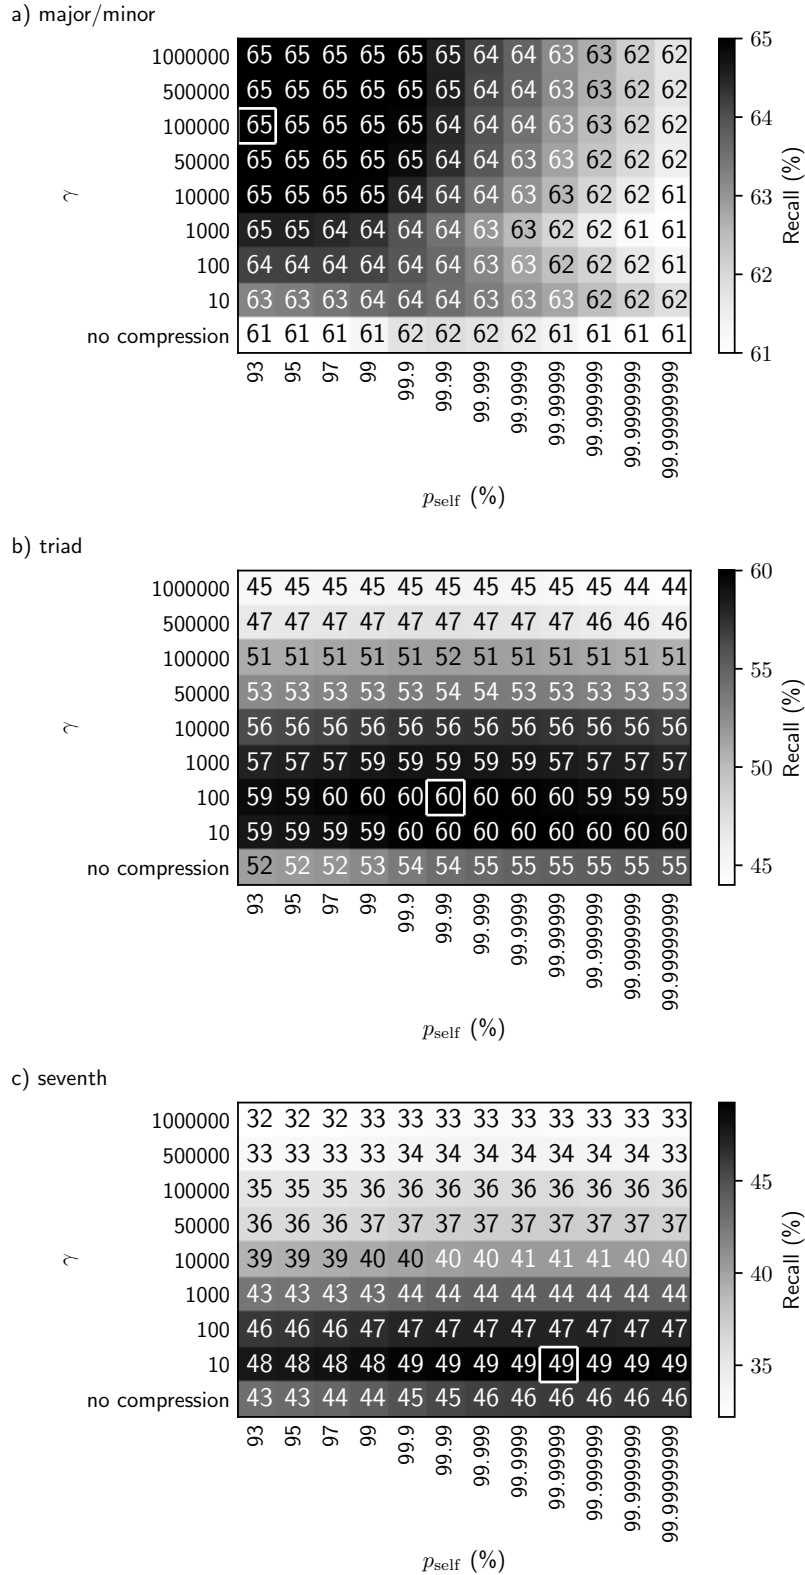 a) major/minor
1000000 65 65 65 65 65 65 64 64 63 63 62 62
500000 65 65 65 65 65 65 64 64 63 63 62 62
100000 65 65 65 65 65 64 64 64 63 63 62 62
50000 65 65 65 65 65 64 64 63 63 62 62 62
10000 65 65 65 65 64 64 64 63 63 62 62 61
1000 65 65 64 64 64 64 63 63 62 62 61 61
100 64 64 64 64 64 64 63 63 62 62 62 61
10 63 63 63 64 64 64 63 63 63 62 62 62
no compression 61 61 61 61 62 62 62 62 61 61 61 61
γ
93 95 97 99 99.9 99.99 99.999 99.9999 99.99999 99.999999 99.9999999 99.99999999
p_self (%)
65
64
63
62
61
Recall (%)
b) triad
1000000 45 45 45 45 45 45 45 45 45 45 44 44
500000 47 47 47 47 47 47 47 47 47 46 46 46
100000 51 51 51 51 51 52 51 51 51 51 51 51
50000 53 53 53 53 53 54 54 53 53 53 53 53
10000 56 56 56 56 56 56 56 56 56 56 56 56
1000 57 57 57 59 59 59 59 59 57 57 57 57
100 59 59 60 60 60 60 60 60 60 59 59 59
10 59 59 59 59 60 60 60 60 60 60 60 60
no compression 52 52 52 53 54 54 55 55 55 55 55 55
γ
93 95 97 99 99.9 99.99 99.999 99.9999 99.99999 99.999999 99.9999999 99.99999999
p_self (%)
60
55
50
45
Recall (%)
c) seventh
1000000 32 32 32 33 33 33 33 33 33 33 33 33
500000 33 33 33 33 34 34 34 34 34 34 34 33
100000 35 35 35 36 36 36 36 36 36 36 36 36
50000 36 36 36 37 37 37 37 37 37 37 37 37
10000 39 39 39 40 40 40 40 41 41 41 40 40
1000 43 43 43 43 44 44 44 44 44 44 44 44
100 46 46 46 47 47 47 47 47 47 47 47 47
10 48 48 48 48 49 49 49 49 49 49 49 49
no compression 43 43 44 44 45 45 46 46 46 46 46 46
γ
93 95 97 99 99.9 99.99 99.999 99.9999 99.99999 99.999999 99.9999999 99.99999999
p_self (%)
45
40
35
Recall (%)